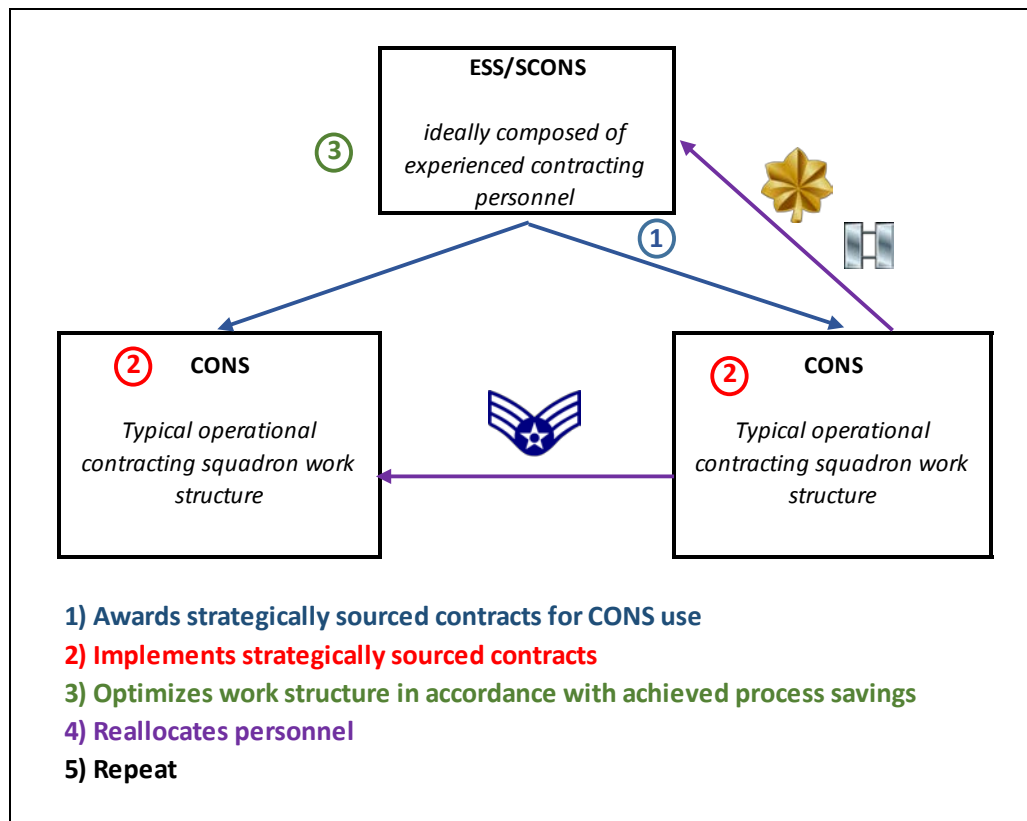 ESS/SCONS
ideally composed of
experienced contracting
personnel
3
1
2
CONS
Typical operational
contracting squadron work
structure
2
CONS
Typical operational
contracting squadron work
structure
1) Awards strategically sourced contracts for CONS use
2) Implements strategically sourced contracts
3) Optimizes work structure in accordance with achieved process savings
4) Reallocates personnel
5) Repeat